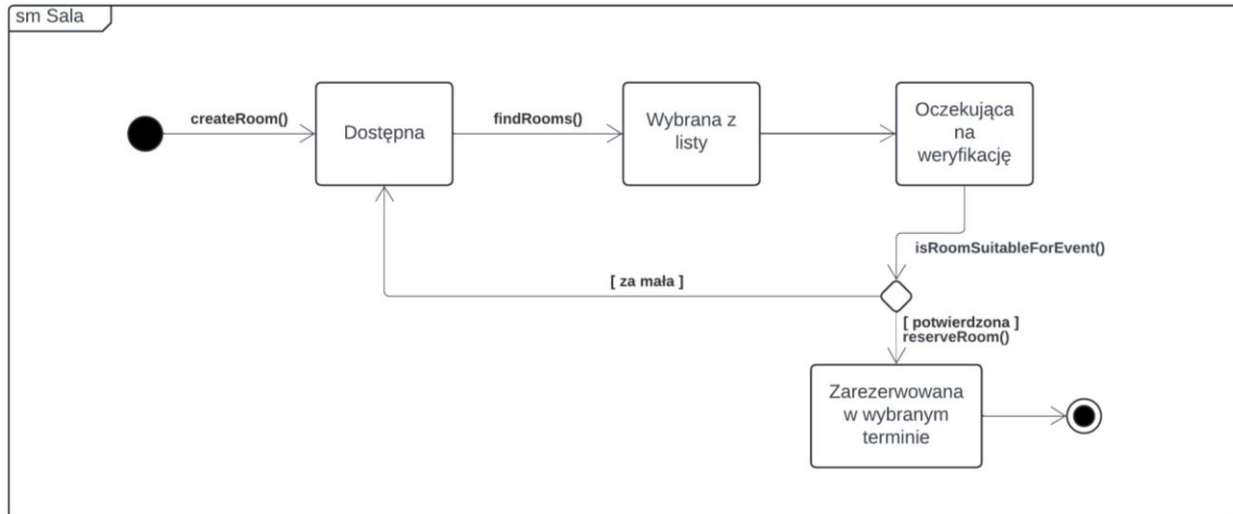 sm Sala
createRoom()
Dostępna
findRooms()
Wybrana z
listy
Oczekująca
na
weryfikację
isRoomSuitableForEvent()
[ za mała ]
[ potwierdzona ]
reserveRoom()
Zarezerwowana
w wybranym
terminie